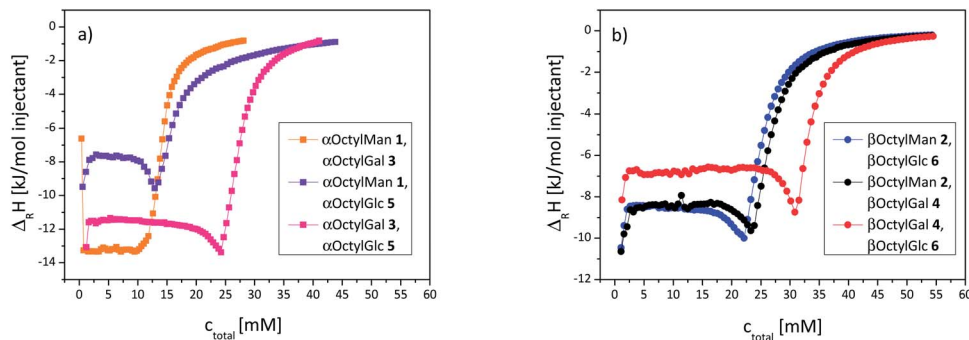 a)
0
-2
-4
-6
-8
-10
-12
-14
Δ_R H [kJ/mol injectant]
0 5 10 15 20 25 30 35 40 45 50 55 60
c_total [mM]
αOctylMan 1,
αOctylGal 3
αOctylMan 1,
αOctylGlc 5
αOctylGal 3,
αOctylGlc 5
b)
0
-2
-4
-6
-8
-10
-12
Δ_R H [kJ/mol injectant]
0 5 10 15 20 25 30 35 40 45 50 55 60
c_total [mM]
βOctylMan 2,
βOctylGlc 6
βOctylMan 2,
βOctylGal 4
βOctylGal 4,
βOctylGlc 6